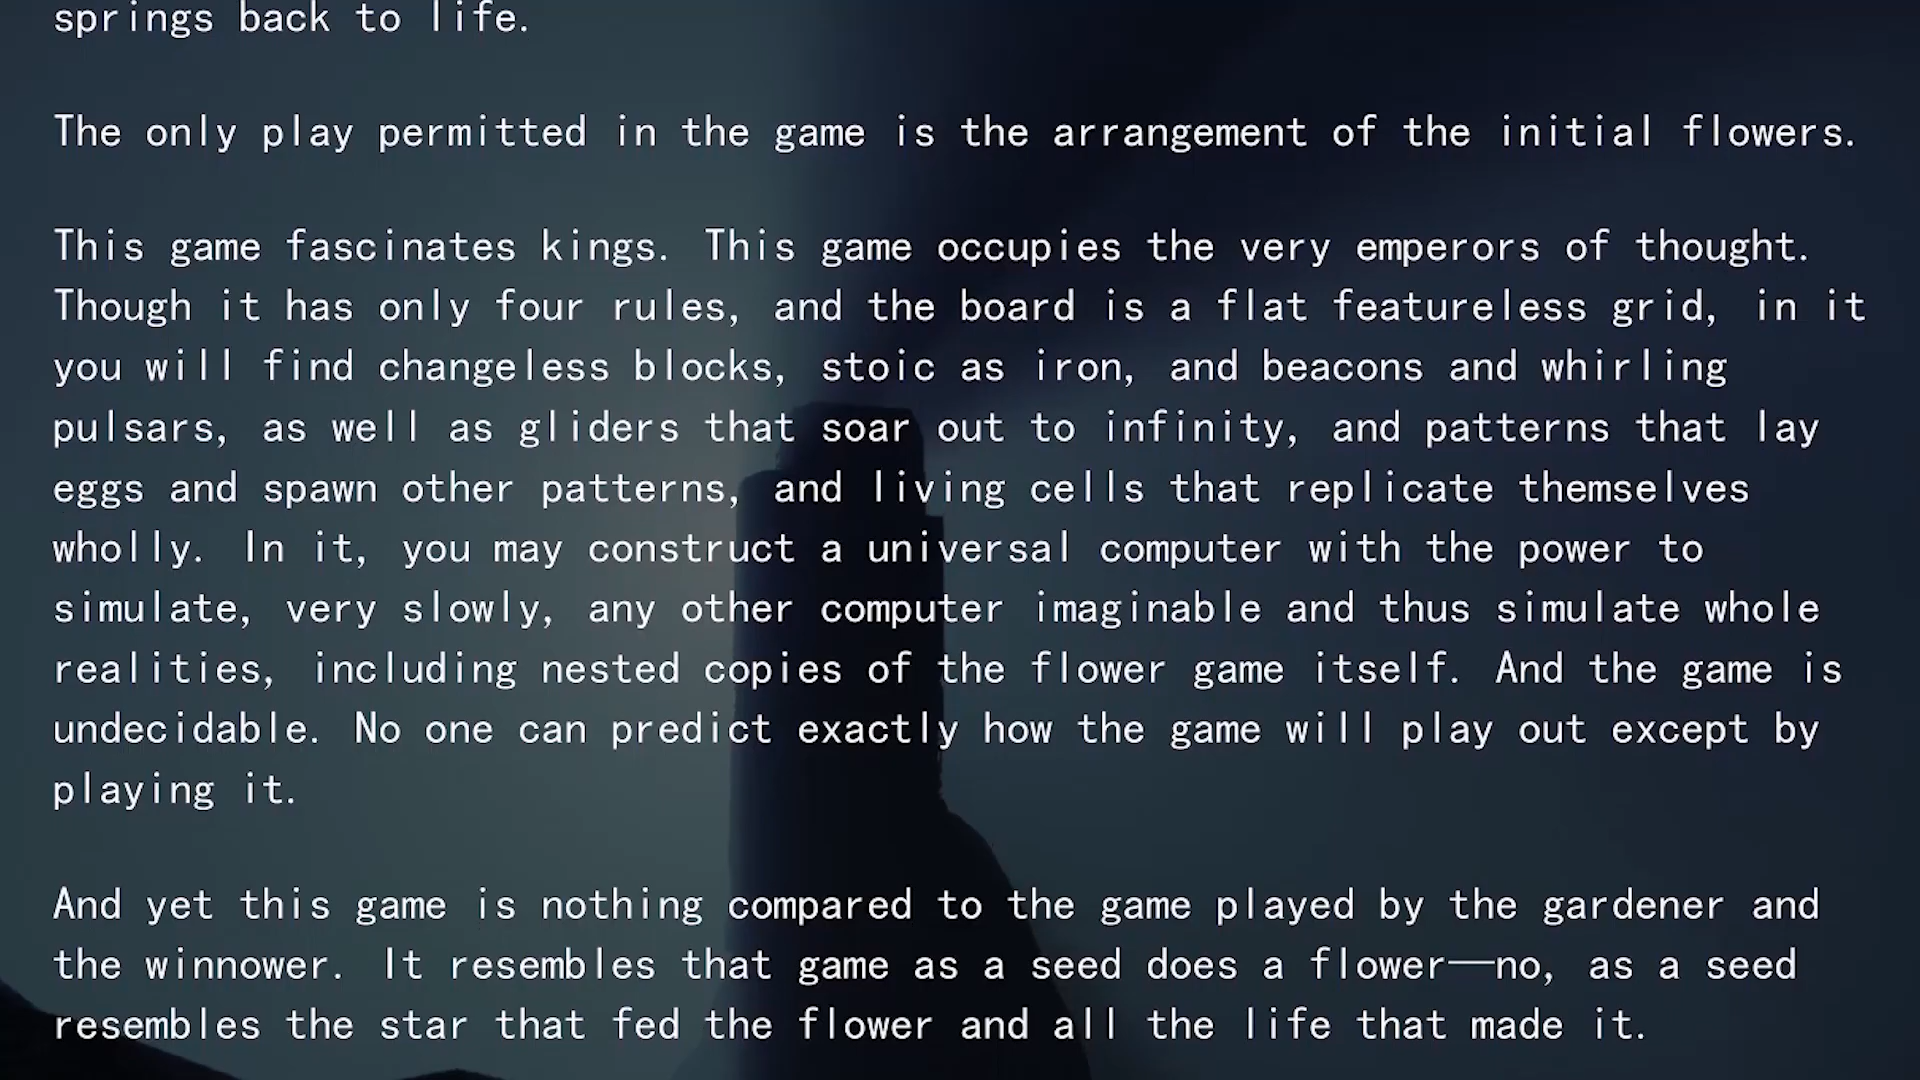 springs back to life.
The only play permitted in the game is the arrangement of the initial flowers.
This game fascinates kings. This game occupies the very emperors of thought.
Though it has only four rules, and the board is a flat featureless grid, in it
you will find changeless blocks, stoic as iron, and beacons and whirling
pulsars, as well as gliders that soar out to infinity, and patterns that lay
eggs and spawn other patterns, and living cells that replicate themselves
wholly. In it, you may construct a universal computer with the power to
simulate, very slowly, any other computer imaginable and thus simulate whole
realities, including nested copies of the flower game itself. And the game is
undecidable. No one can predict exactly how the game will play out except by
playing it.
And yet this game is nothing compared to the game played by the gardener and
the winnower. It resembles that game as a seed does a flower—no, as a seed
resembles the star that fed the flower and all the life that made it.